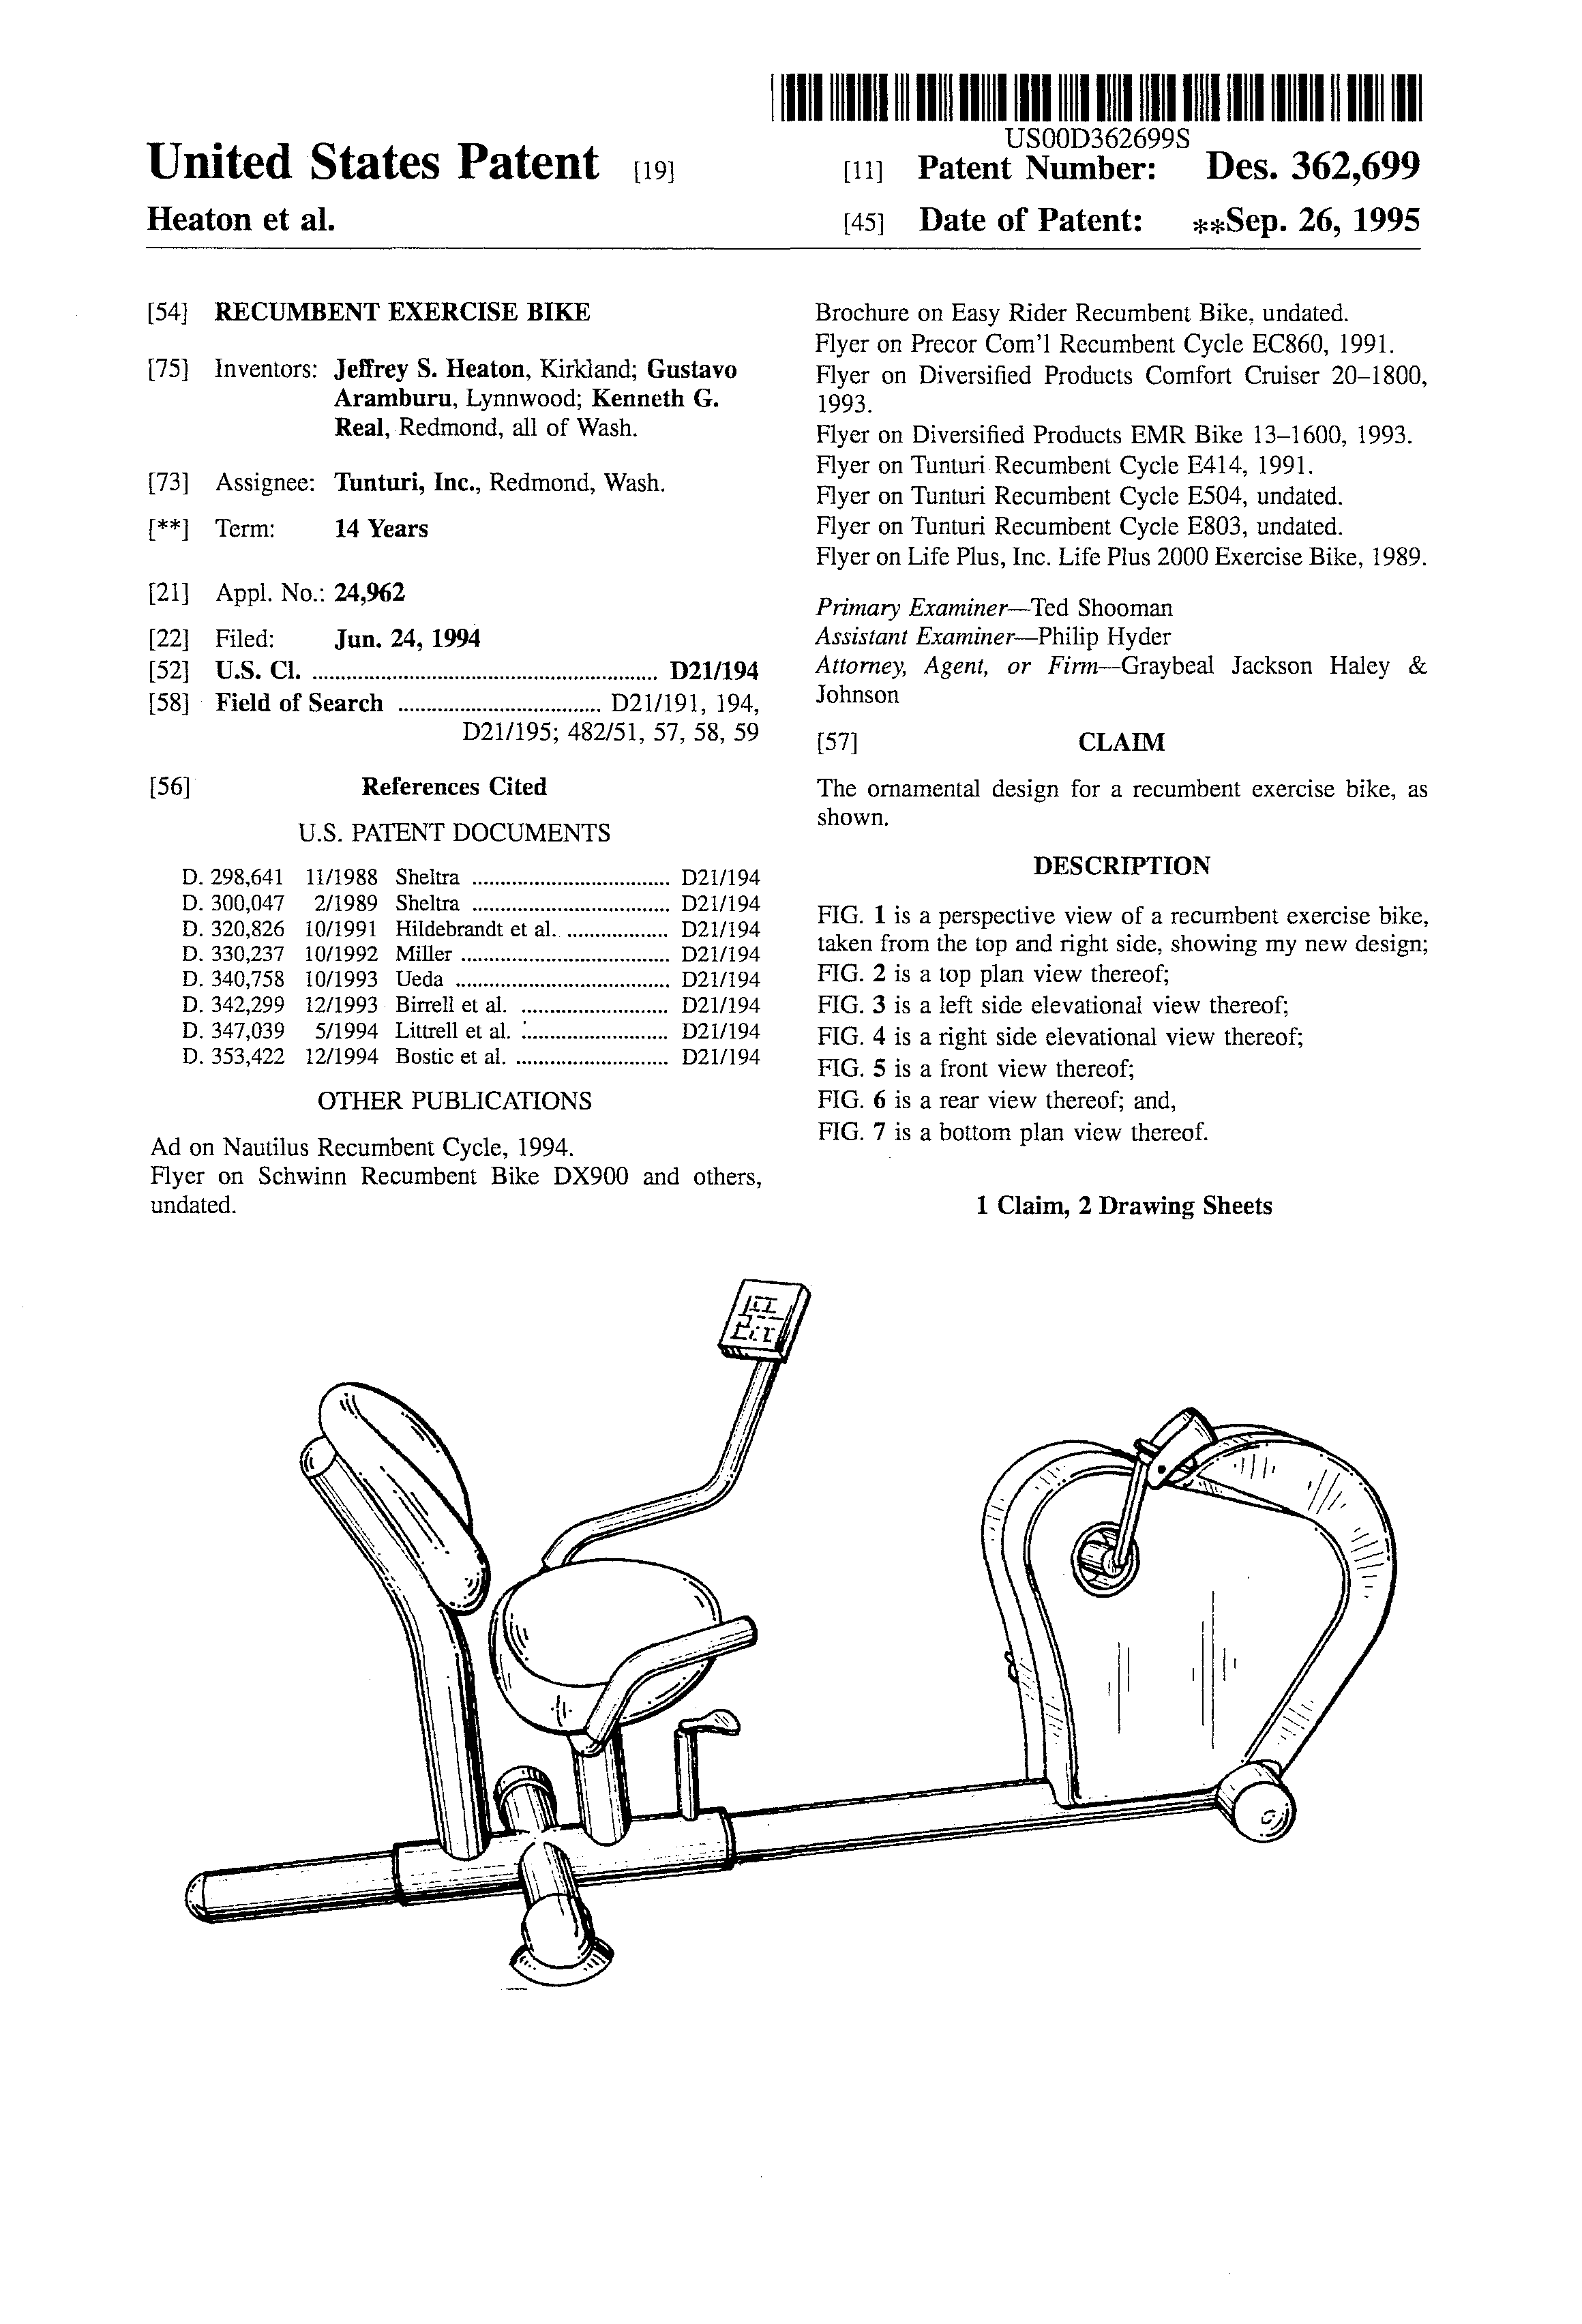 US00D362699S
United States Patent [19]
[11] Patent Number: Des. 362,699
Heaton et al.
[45] Date of Patent: **Sep. 26, 1995
[54] RECUMBENT EXERCISE BIKE
[75] Inventors: Jeffrey S. Heaton, Kirkland; Gustavo
Aramburu, Lynnwood; Kenneth G.
Real, Redmond, all of Wash.
[73] Assignee: Tunturi, Inc., Redmond, Wash.
[**] Term: 14 Years
[21] Appl. No.: 24,962
[22] Filed: Jun. 24, 1994
[52] U.S. Cl. ............................................................. D21/194
[58] Field of Search .................................... D21/191, 194,
D21/195; 482/51, 57, 58, 59
[56] References Cited
U.S. PATENT DOCUMENTS
D. 298,641 11/1988 Sheltra .................................. D21/194
D. 300,047 2/1989 Sheltra .................................. D21/194
D. 320,826 10/1991 Hildebrandt et al. .................. D21/194
D. 330,237 10/1992 Miller .................................... D21/194
D. 340,758 10/1993 Ueda ..................................... D21/194
D. 342,299 12/1993 Birrell et al. ......................... D21/194
D. 347,039 5/1994 Littrell et al. ......................... D21/194
D. 353,422 12/1994 Bostic et al. .......................... D21/194
OTHER PUBLICATIONS
Ad on Nautilus Recumbent Cycle, 1994.
Flyer on Schwinn Recumbent Bike DX900 and others,
undated.
Brochure on Easy Rider Recumbent Bike, undated.
Flyer on Precor Com'l Recumbent Cycle EC860, 1991.
Flyer on Diversified Products Comfort Cruiser 20–1800,
1993.
Flyer on Diversified Products EMR Bike 13–1600, 1993.
Flyer on Tunturi Recumbent Cycle E414, 1991.
Flyer on Tunturi Recumbent Cycle E504, undated.
Flyer on Tunturi Recumbent Cycle E803, undated.
Flyer on Life Plus, Inc. Life Plus 2000 Exercise Bike, 1989.
Primary Examiner—Ted Shooman
Assistant Examiner—Philip Hyder
Attorney, Agent, or Firm—Graybeal Jackson Haley &
Johnson
[57] CLAIM
The ornamental design for a recumbent exercise bike, as
shown.
DESCRIPTION
FIG. 1 is a perspective view of a recumbent exercise bike,
taken from the top and right side, showing my new design;
FIG. 2 is a top plan view thereof;
FIG. 3 is a left side elevational view thereof;
FIG. 4 is a right side elevational view thereof;
FIG. 5 is a front view thereof;
FIG. 6 is a rear view thereof; and,
FIG. 7 is a bottom plan view thereof.
1 Claim, 2 Drawing Sheets